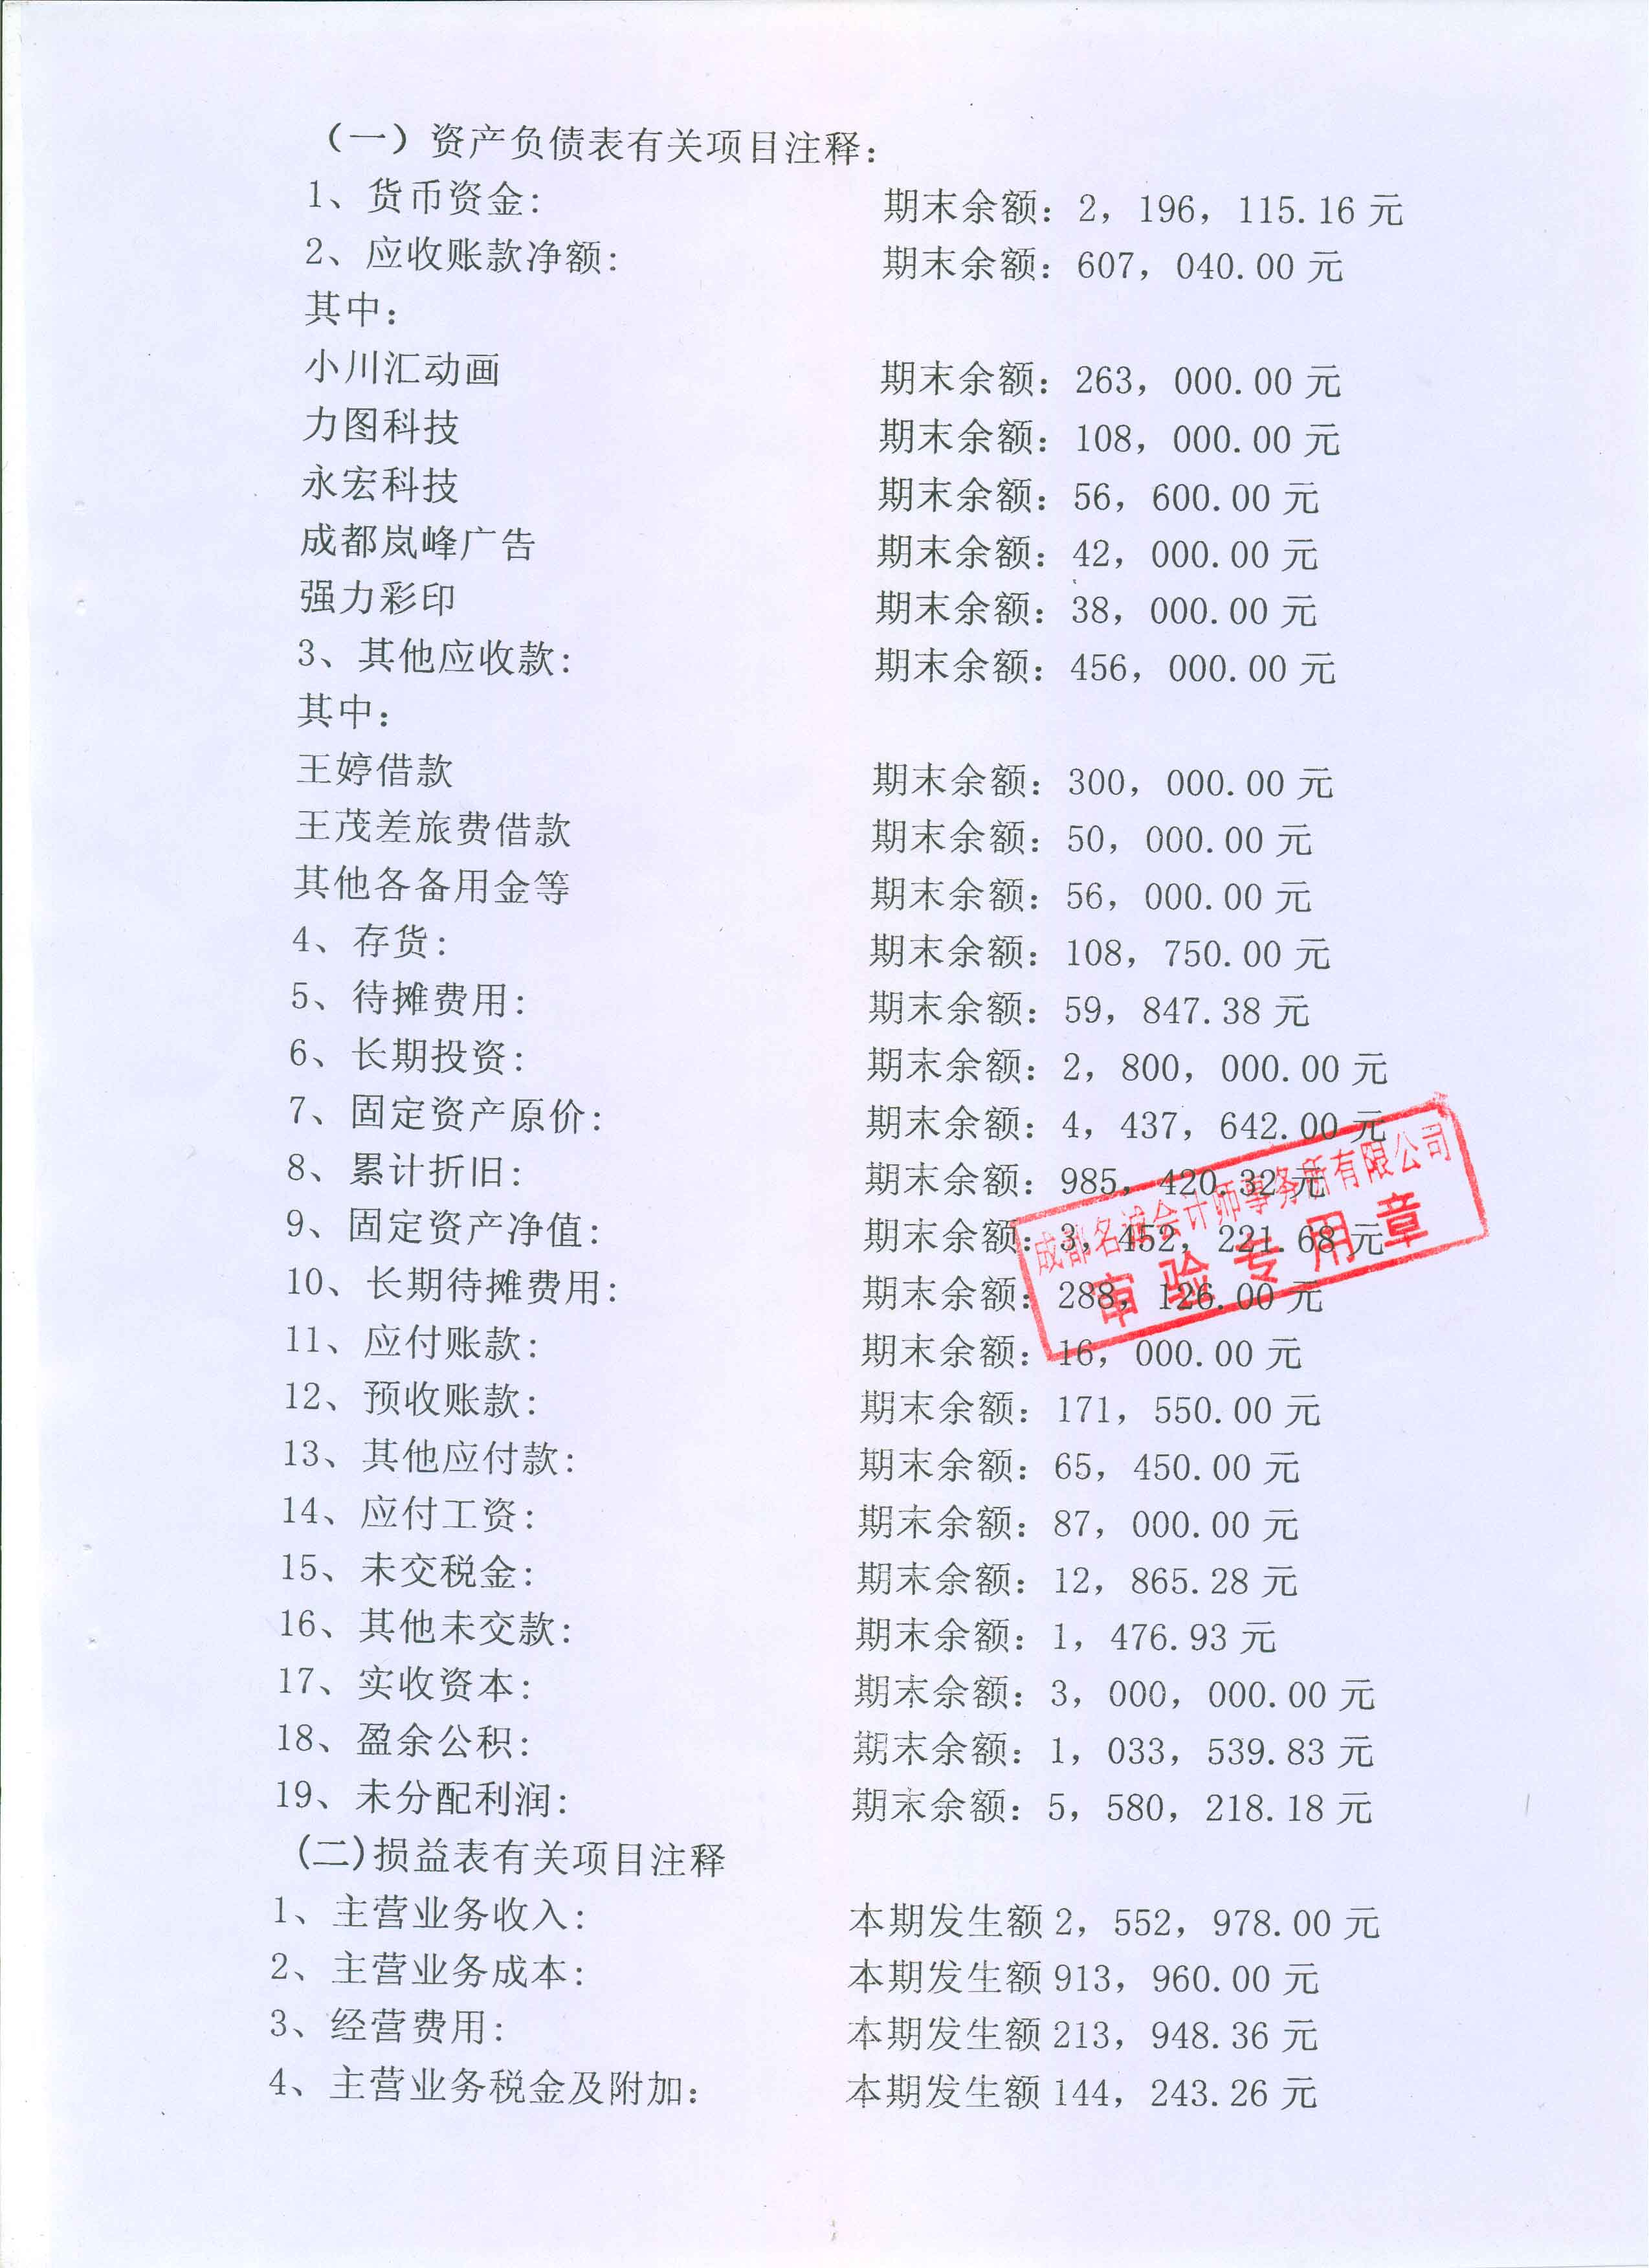 （一）资产负债表有关项目注释：
1、货币资金： 期末余额：2，196，115.16 元
2、应收账款净额： 期末余额：607，040.00 元
其中：
小川汇动画 期末余额：263，000.00 元
力图科技 期末余额：108，000.00 元
永宏科技 期末余额：56，600.00 元
成都岚峰广告 期末余额：42，000.00 元
强力彩印 期末余额：38，000.00 元
3、其他应收款： 期末余额：456，000.00 元
其中：
王婷借款 期末余额：300，000.00 元
王茂差旅费借款 期末余额：50，000.00 元
其他各备用金等 期末余额：56，000.00 元
4、存货： 期末余额：108，750.00 元
5、待摊费用： 期末余额：59，847.38 元
6、长期投资： 期末余额：2，800，000.00 元
7、固定资产原价： 期末余额：4，437，642.00 元
8、累计折旧： 期末余额：985，420.32 元
9、固定资产净值： 期末余额：3，452，221.68 元
10、长期待摊费用： 期末余额：288，126.00 元
成都名诚会计师事务所有限公司
审验专用章
11、应付账款： 期末余额：16，000.00 元
12、预收账款： 期末余额：171，550.00 元
13、其他应付款： 期末余额：65，450.00 元
14、应付工资： 期末余额：87，000.00 元
15、未交税金： 期末余额：12，865.28 元
16、其他未交款： 期末余额：1，476.93 元
17、实收资本： 期末余额：3，000，000.00 元
18、盈余公积： 期末余额：1，033，539.83 元
19、未分配利润： 期末余额：5，580，218.18 元
(二)损益表有关项目注释
1、主营业务收入： 本期发生额 2，552，978.00 元
2、主营业务成本： 本期发生额 913，960.00 元
3、经营费用： 本期发生额 213，948.36 元
4、主营业务税金及附加： 本期发生额 144，243.26 元